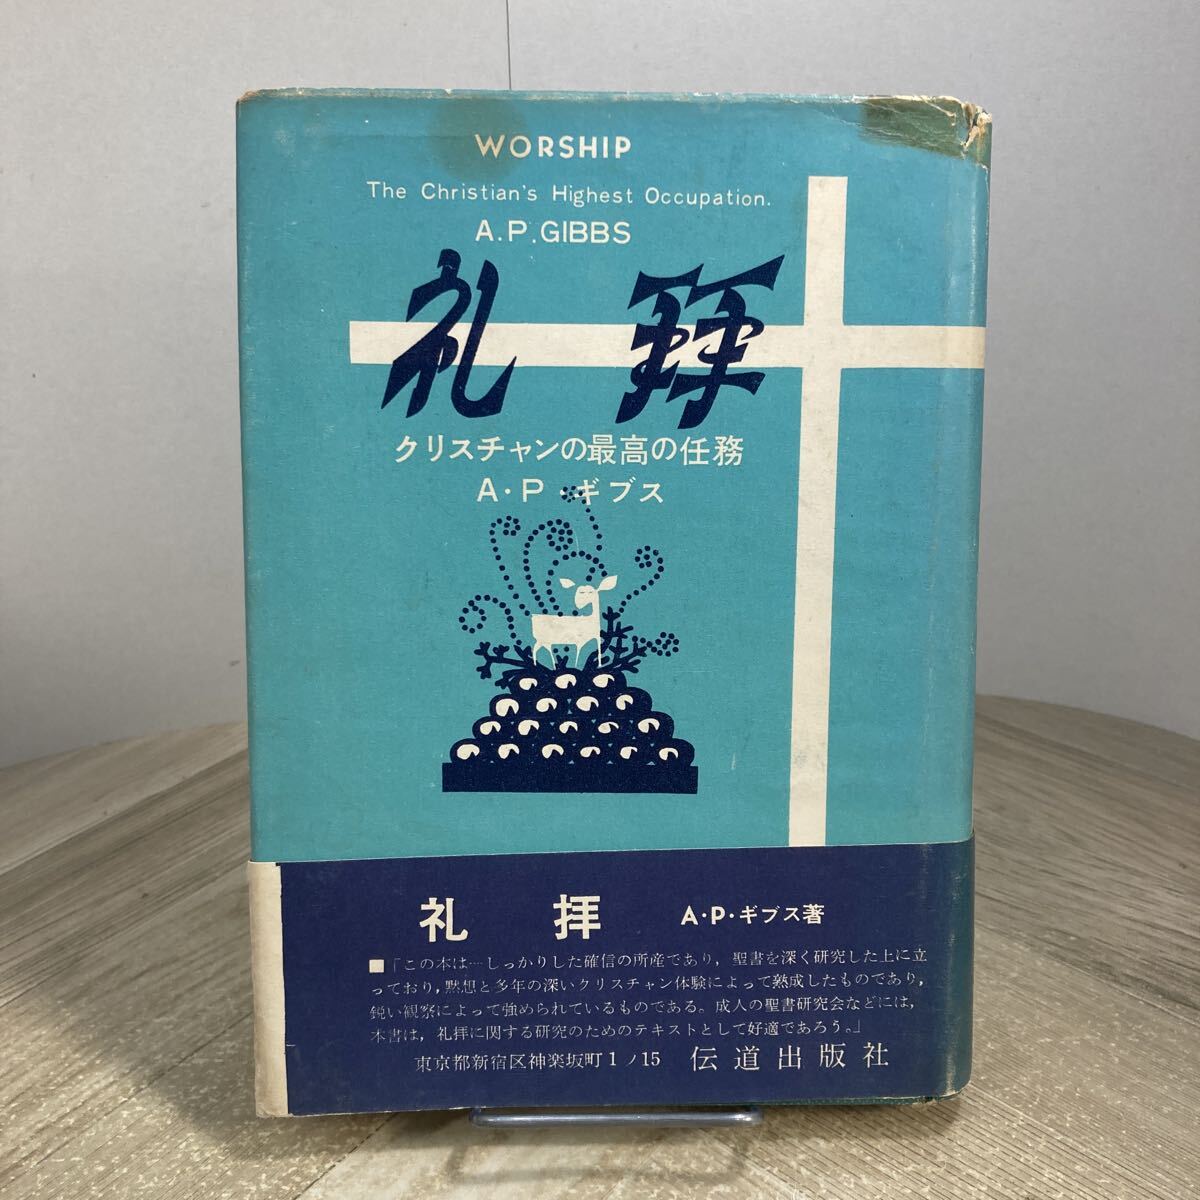 WORSHIP
The Christian's Highest Occupation.
A.P.GIBBS
礼拝
クリスチャンの最高の任務
A・P・ギブス
礼拝 A・P・ギブス著
■「この本は…しっかりした確信の所産であり，聖書を深く研究した上に立
っており，黙想と多年の深いクリスチャン体験によって熟成したものであり，
鋭い観察によって強められているものである。成人の聖書研究会などには，
本書は，礼拝に関する研究のためのテキストとして好適であろう。」
東京都新宿区神楽坂町1ノ15 伝道出版社